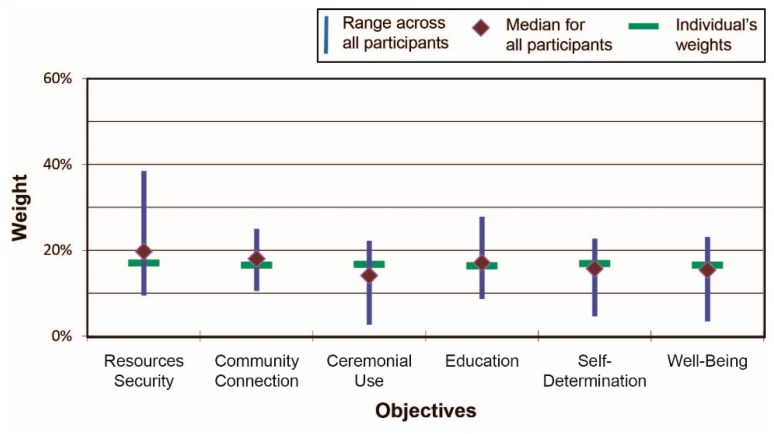 Range across
all participants
Median for
all participants
Individual's
weights
60%
40%
20%
0%
Weight
Resources
Security
Community
Connection
Ceremonial
Use
Education
Self-
Determination
Well-Being
Objectives